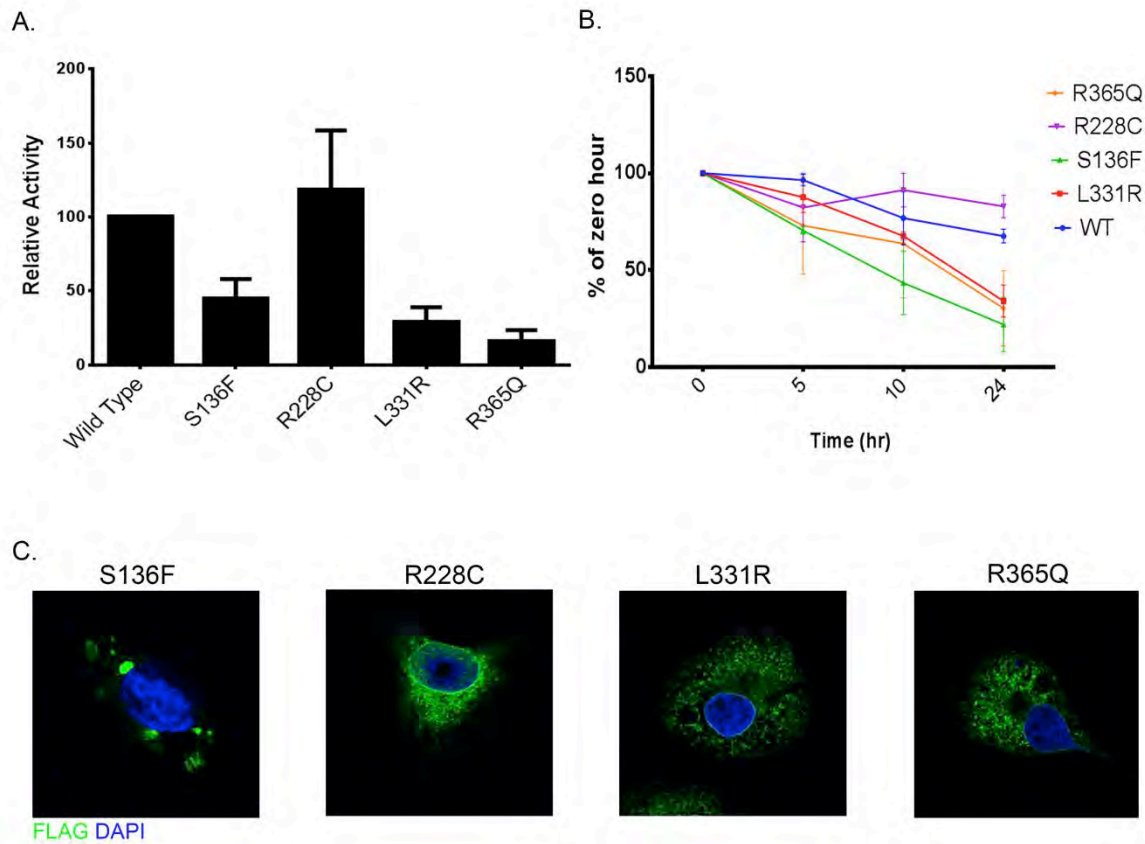 A.
200
150
100
50
0
Relative Activity
Wild Type
S136F
R228C
L331R
R365Q
B.
150
100
50
0
% of zero hour
0
5
10
24
Time (hr)
R365Q
R228C
S136F
L331R
WT
C.
S136F
R228C
L331R
R365Q
FLAG DAPI